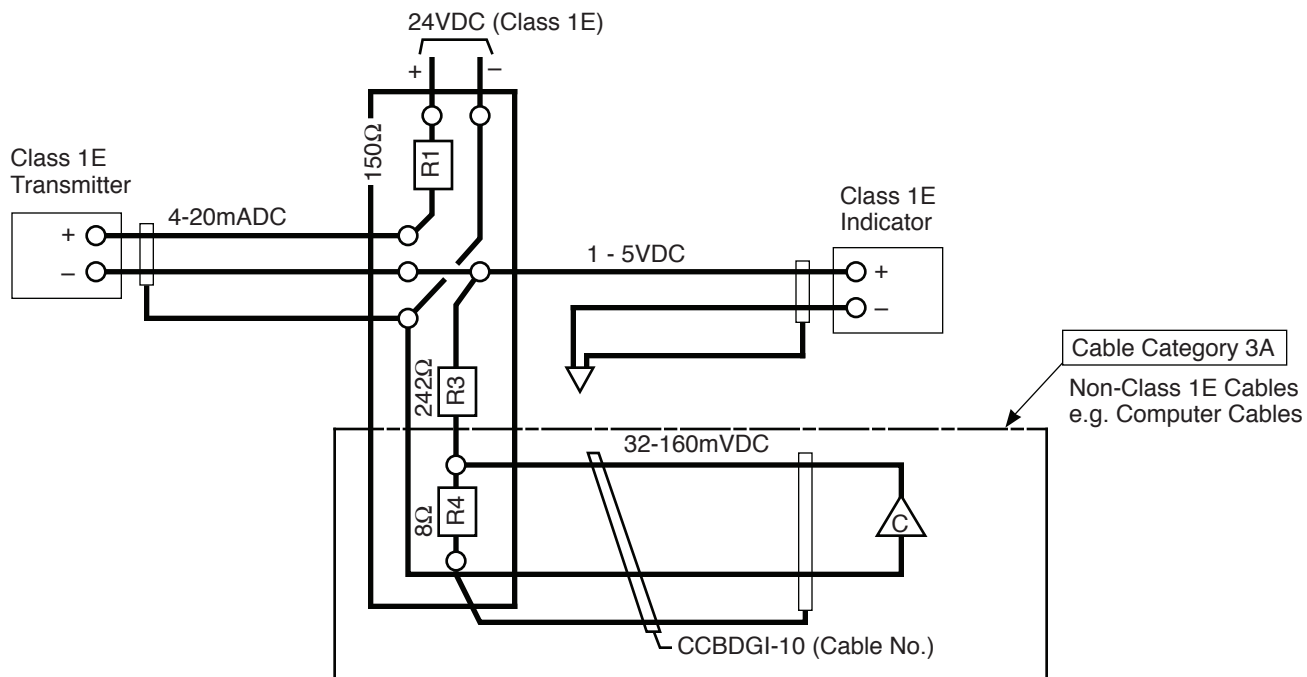 24VDC (Class 1E)
+ –
150Ω
R1
Class 1E
Transmitter
+
–
4-20mADC
1 - 5VDC
Class 1E
Indicator
+
–
242Ω
R3
Cable Category 3A
Non-Class 1E Cables
e.g. Computer Cables
32-160mVDC
8Ω
R4
C
CCBDGI-10 (Cable No.)